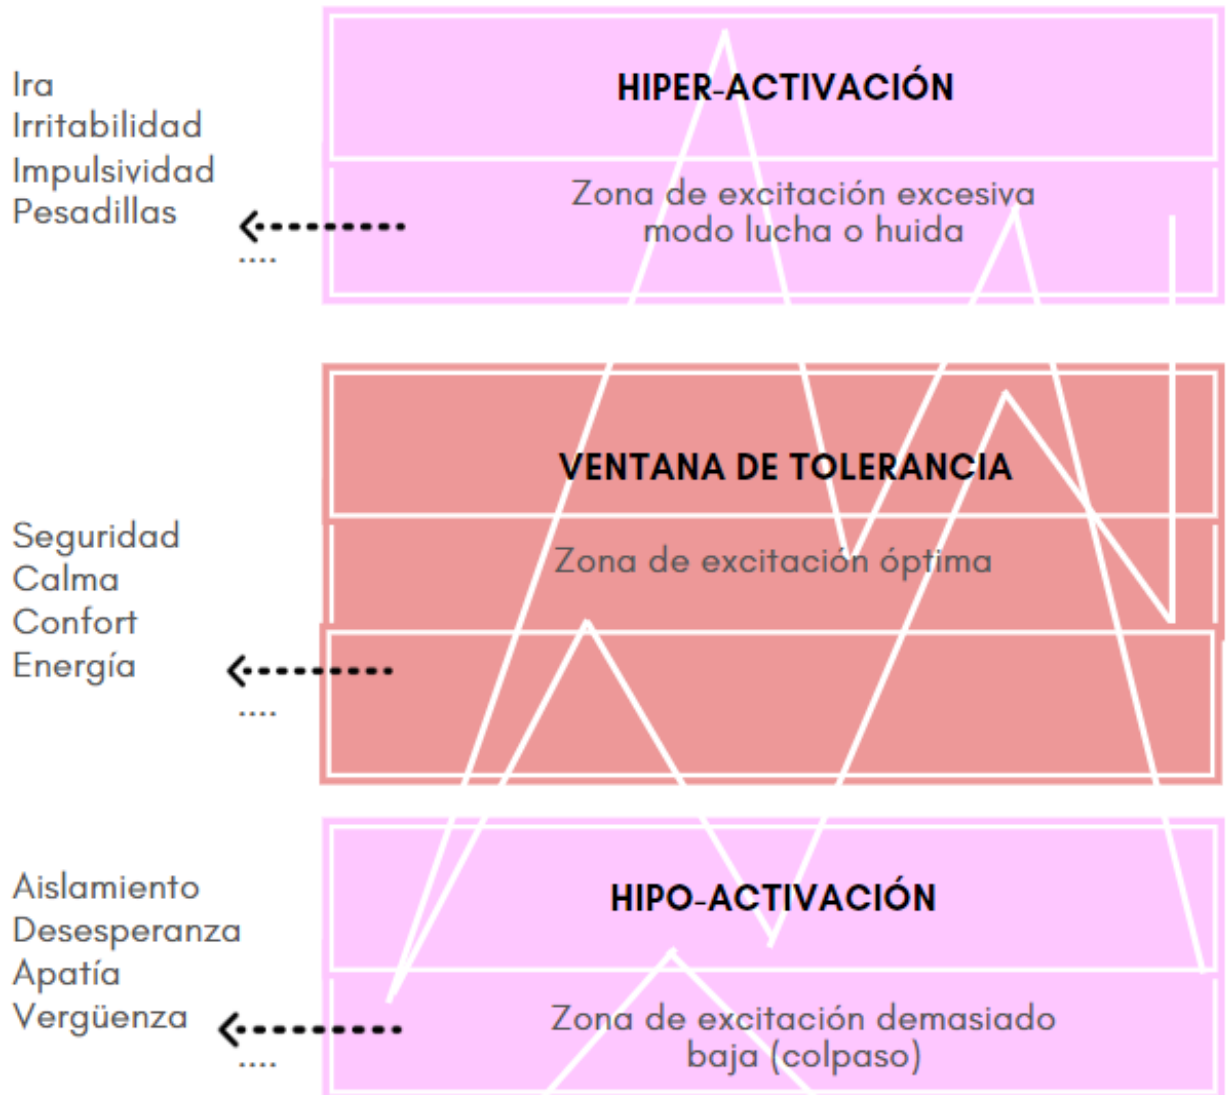 Ira
Irritabilidad
Impulsividad
Pesadillas
....
HIPER-ACTIVACIÓN
Zona de excitación excesiva
modo lucha o huida
Seguridad
Calma
Confort
Energía
....
VENTANA DE TOLERANCIA
Zona de excitación óptima
Aislamiento
Desesperanza
Apatía
Vergüenza
....
HIPO-ACTIVACIÓN
Zona de excitación demasiado
baja (colpaso)